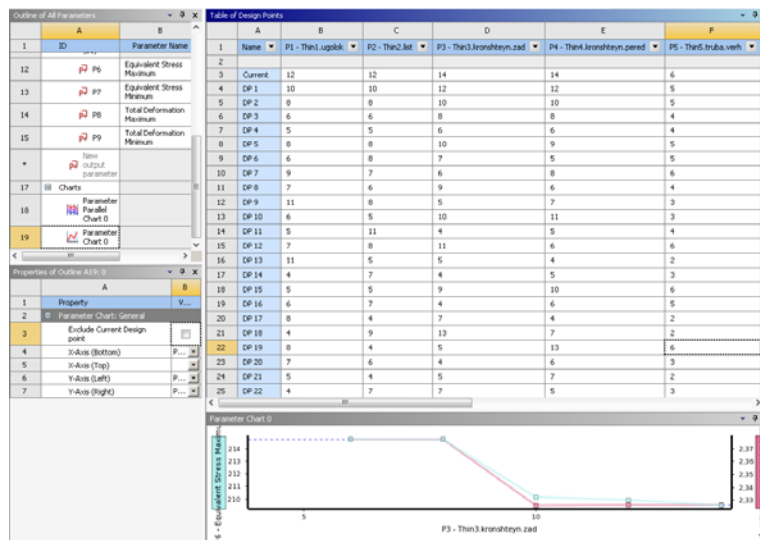 Outline of All Parameters
A B
1 ID Parameter Name
12 P6 Equivalent Stress Maximum
13 P7 Equivalent Stress Minimum
14 P8 Total Deformation Maximum
15 P9 Total Deformation Minimum
* New output parameter
17 Charts
18 Parameter Parallel Chart 0
19 Parameter Chart 0
Properties of Outline A19: 0
A B
1 Property V...
2 Parameter Chart: General
3 Exclude Current Design point
4 X-Axis (Bottom) P...
5 X-Axis (Top)
6 Y-Axis (Left) P...
7 Y-Axis (Right) P...
Table of Design Points
A B C D E F
1 Name P1 - Thin1.ugolok P2 - Thin2.list P3 - Thin3.kronshteyn.zad P4 - Thin4.kronshteyn.pered P5 - Thin5.truba.verh
2
3 Current 12 12 14 14 6
4 DP 1 10 10 12 12 5
5 DP 2 8 8 10 10 5
6 DP 3 6 6 8 8 4
7 DP 4 5 5 6 6 4
8 DP 5 8 8 10 9 5
9 DP 6 6 8 7 5 5
10 DP 7 9 7 6 8 6
11 DP 8 7 6 9 6 4
12 DP 9 11 8 5 7 3
13 DP 10 6 5 10 11 3
14 DP 11 5 11 4 5 4
15 DP 12 7 8 11 6 6
16 DP 13 11 5 5 4 2
17 DP 14 4 7 4 5 3
18 DP 15 5 5 9 10 6
19 DP 16 6 7 4 6 5
20 DP 17 8 4 7 4 2
21 DP 18 4 9 13 7 2
22 DP 19 8 4 5 13 6
23 DP 20 7 6 4 6 3
24 DP 21 5 4 5 7 2
25 DP 22 4 7 7 5 3
Parameter Chart 0
214
213
212
211
210
2,37
2,36
2,35
2,34
2,33
5 10
P3 - Thin3.kronshteyn.zad